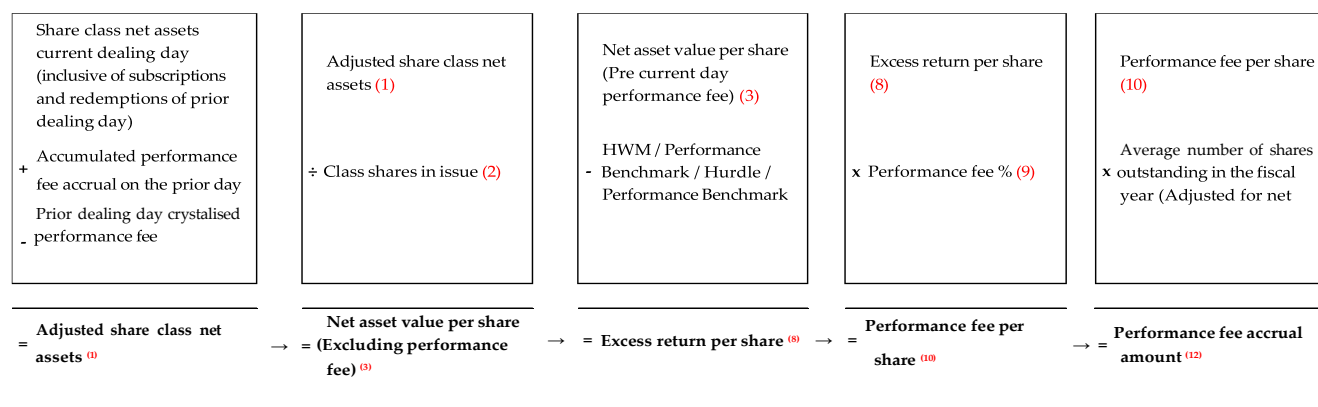 Share class net assets
current dealing day
(inclusive of subscriptions
and redemptions of prior
dealing day)
+ Accumulated performance
fee accrual on the prior day
Prior dealing day crystalised
- performance fee
= Adjusted share class net
assets (1)
→
Adjusted share class net
assets (1)
÷ Class shares in issue (2)
Net asset value per share
= (Excluding performance
fee) (3)
→
Net asset value per share
(Pre current day
performance fee) (3)
HWM / Performance
- Benchmark / Hurdle /
Performance Benchmark
= Excess return per share (8)
→
Excess return per share
(8)
x Performance fee % (9)
Performance fee per
=
share (10)
→
Performance fee per share
(10)
Average number of shares
x outstanding in the fiscal
year (Adjusted for net
Performance fee accrual
=
amount (12)